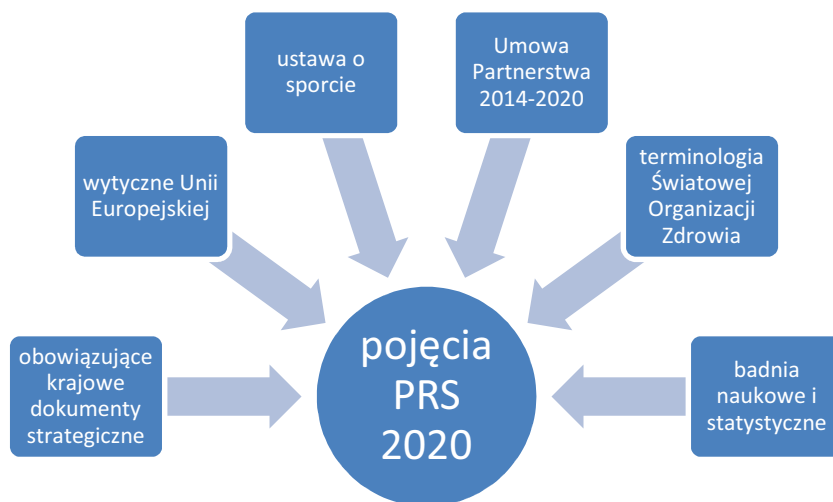 ustawa o
sporcie
Umowa
Partnerstwa
2014-2020
wytyczne Unii
Europejskiej
terminologia
Światowej
Organizacji
Zdrowia
obowiązujące
krajowe
dokumenty
strategiczne
pojęcia
PRS
2020
badnia
naukowe i
statystyczne